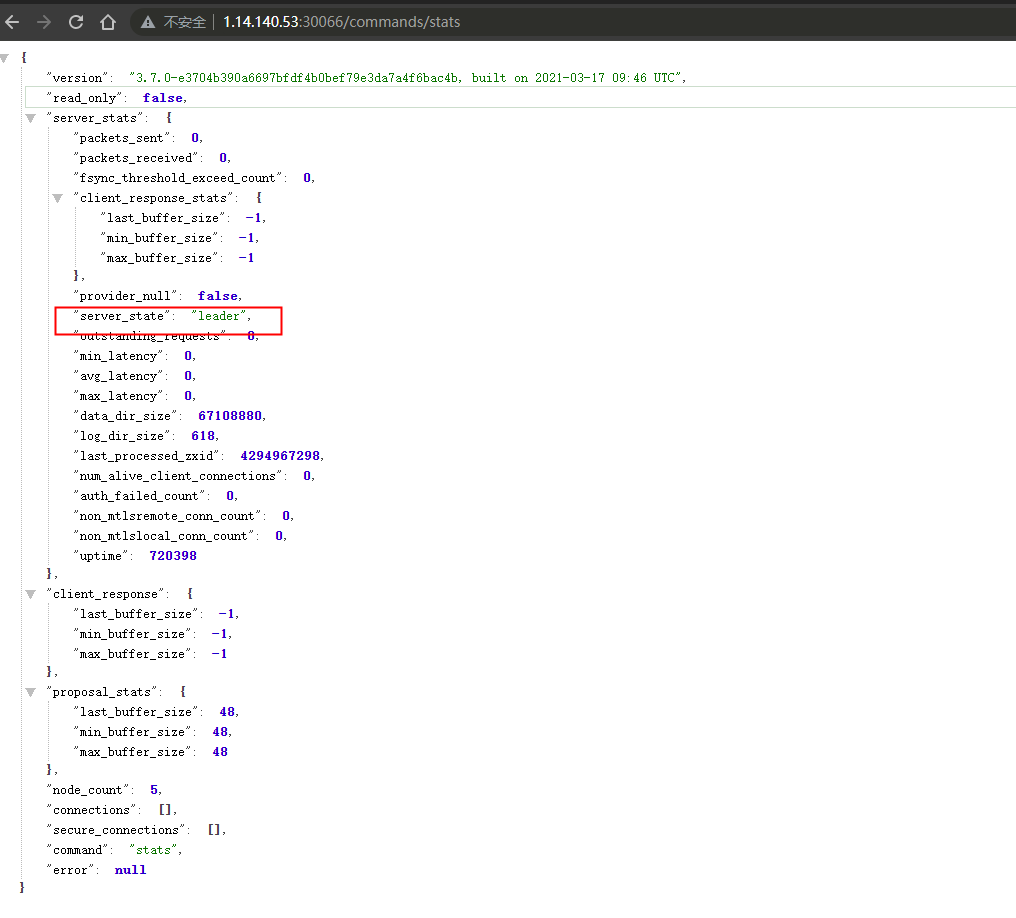 不安全 | 1.14.140.53:30066/commands/stats
{
"version": "3.7.0-e3704b390a6697bfdf4b0bef79e3da7a4f6bac4b, built on 2021-03-17 09:46 UTC",
"read_only": false,
"server_stats": {
"packets_sent": 0,
"packets_received": 0,
"fsync_threshold_exceed_count": 0,
"client_response_stats": {
"last_buffer_size": -1,
"min_buffer_size": -1,
"max_buffer_size": -1
},
"provider_null": false,
"server_state": "leader",
"outstanding_requests": 0,
"min_latency": 0,
"avg_latency": 0,
"max_latency": 0,
"data_dir_size": 67108880,
"log_dir_size": 618,
"last_processed_zxid": 4294967298,
"num_alive_client_connections": 0,
"auth_failed_count": 0,
"non_mtlsremote_conn_count": 0,
"non_mtlslocal_conn_count": 0,
"uptime": 720398
},
"client_response": {
"last_buffer_size": -1,
"min_buffer_size": -1,
"max_buffer_size": -1
},
"proposal_stats": {
"last_buffer_size": 48,
"min_buffer_size": 48,
"max_buffer_size": 48
},
"node_count": 5,
"connections": [],
"secure_connections": [],
"command": "stats",
"error": null
}